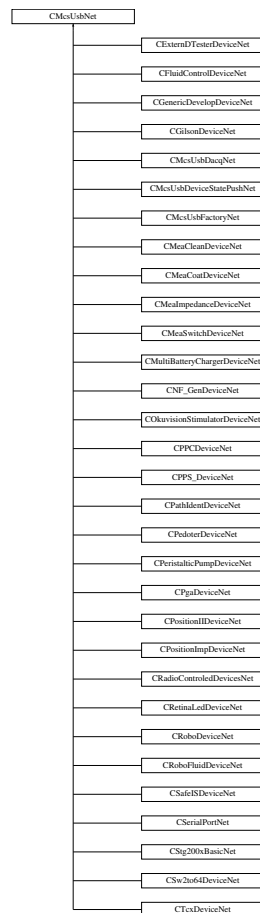 CMcsUsbNet
CExternDTesterDeviceNet
CFluidControlDeviceNet
CGenericDevelopDeviceNet
CGilsonDeviceNet
CMcsUsbDacqNet
CMcsUsbDeviceStatePushNet
CMcsUsbFactoryNet
CMeaCleanDeviceNet
CMeaCoatDeviceNet
CMeaImpedanceDeviceNet
CMeaSwitchDeviceNet
CMultiBatteryChargerDeviceNet
CNF_GenDeviceNet
COkuvisionStimulatorDeviceNet
CPPCDeviceNet
CPPS_DeviceNet
CPathIdentDeviceNet
CPedoterDeviceNet
CPeristalticPumpDeviceNet
CPgaDeviceNet
CPositionIIDeviceNet
CPositionImpDeviceNet
CRadioControledDevicesNet
CRetinaLedDeviceNet
CRoboDeviceNet
CRoboFluidDeviceNet
CSafeISDeviceNet
CSerialPortNet
CStg200xBasicNet
CSw2to64DeviceNet
CTcxDeviceNet